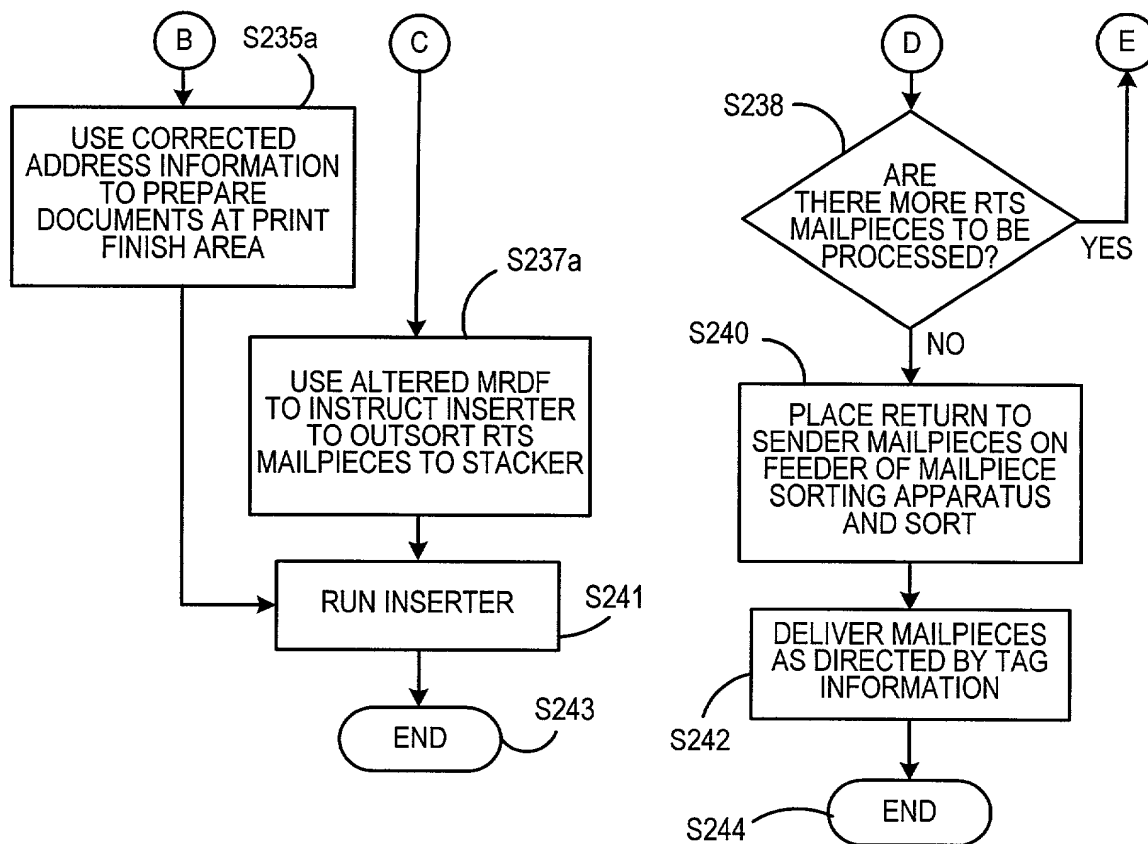 B
S235a
USE CORRECTED
ADDRESS INFORMATION
TO PREPARE
DOCUMENTS AT PRINT
FINISH AREA
C
S237a
USE ALTERED MRDF
TO INSTRUCT INSERTER
TO OUTSORT RTS
MAILPIECES TO STACKER
RUN INSERTER
S241
END
S243
D
E
S238
ARE
THERE MORE RTS
MAILPIECES TO BE
PROCESSED?
YES
NO
S240
PLACE RETURN TO
SENDER MAILPIECES ON
FEEDER OF MAILPIECE
SORTING APPARATUS
AND SORT
DELIVER MAILPIECES
AS DIRECTED BY TAG
INFORMATION
S242
END
S244